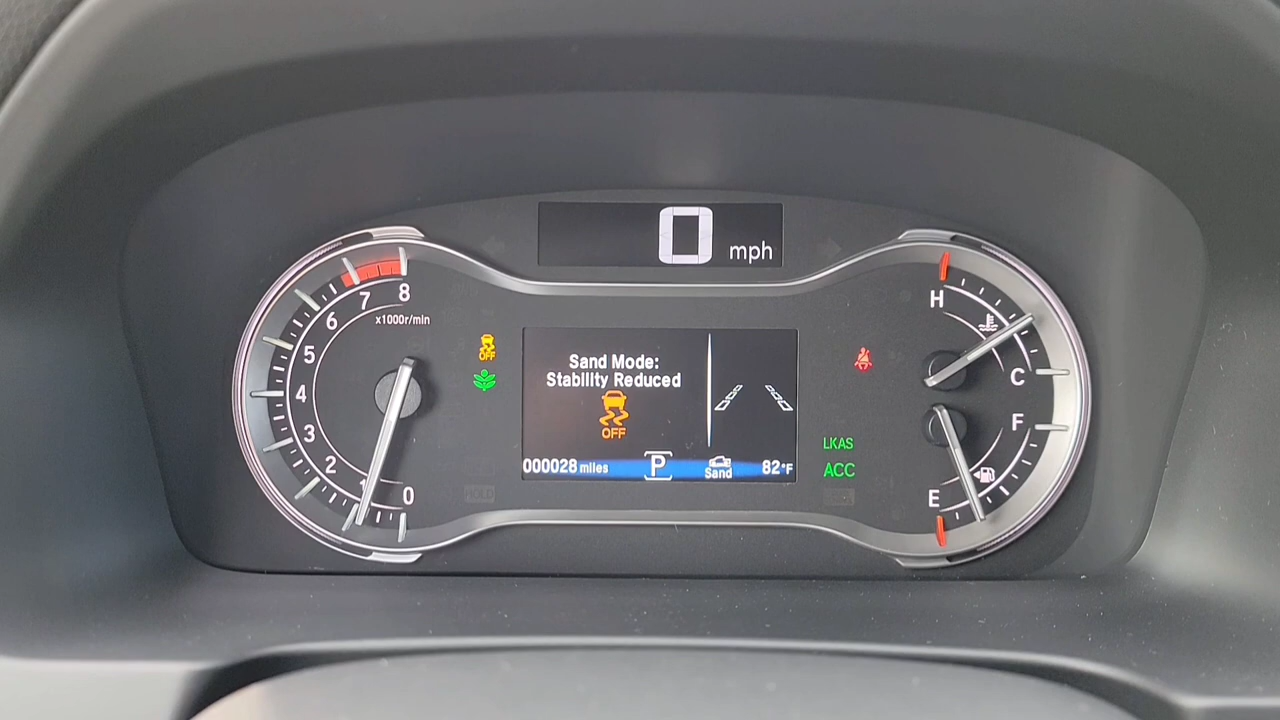 0 mph
8
7
6
5
4
3
2
1
0
x1000r/min
OFF
Sand Mode:
Stability Reduced
OFF
000028 miles P Sand 82°F
LKAS
ACC
HOLD
H
C
F
E